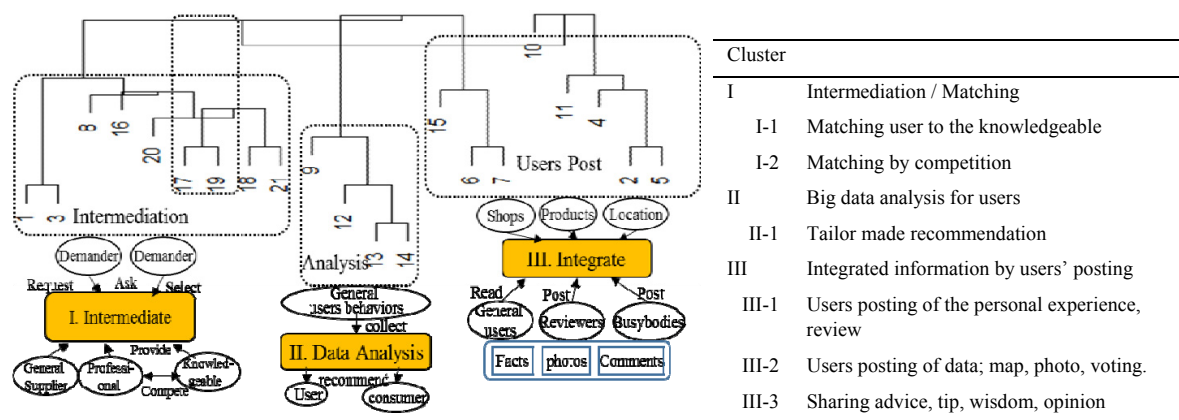 10
8
16
20
17
19
18
21
1
3
Intermediation
9
12
13
14
Analysis
15
6
7
11
4
2
5
Users Post
Demander
Demander
Request
Ask
Select
I. Intermediate
Provide
General
Supplier
Professi-
onal
Knowled-
geable
Compete
General
users behaviors
collect
II. Data Analysis
recommend
User
consumer
Shops
Products
Location
III. Integrate
Read
Post
Post
General
users
Reviewers
Busybodies
Facts
photos
Comments
Cluster
I Intermediation / Matching
I-1 Matching user to the knowledgeable
I-2 Matching by competition
II Big data analysis for users
II-1 Tailor made recommendation
III Integrated information by users’ posting
III-1 Users posting of the personal experience,
review
III-2 Users posting of data; map, photo, voting.
III-3 Sharing advice, tip, wisdom, opinion